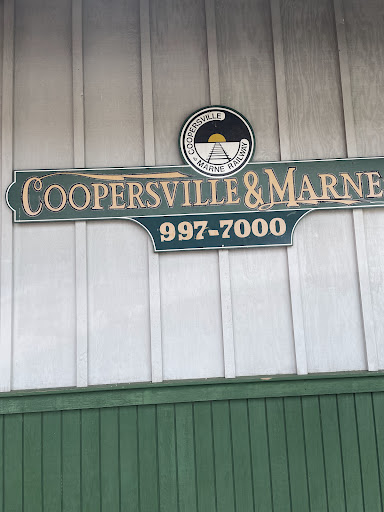 COOPERSVILLE
& MARNE RAILWAY
COOPERSVILLE & MARNE
997-7000